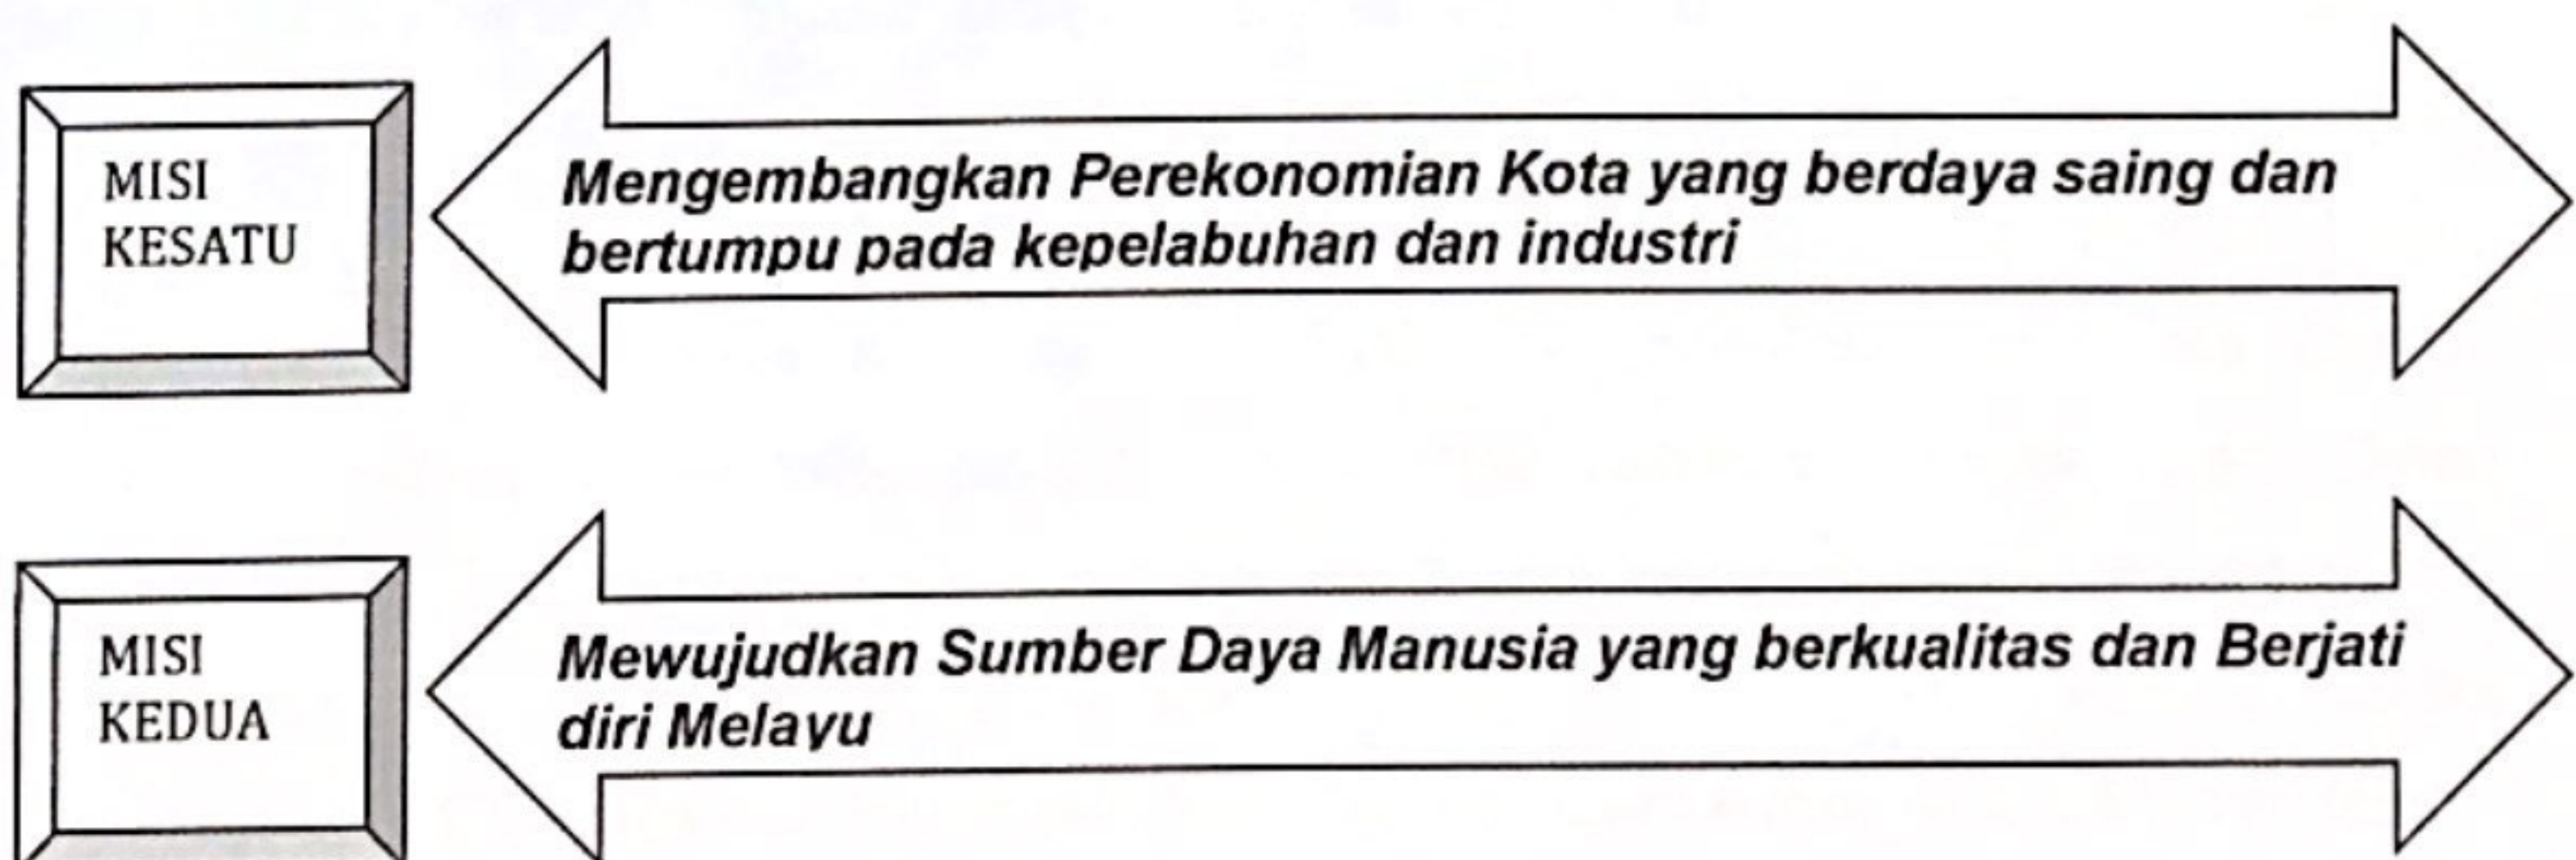 MISI
KESATU
Mengembangkan Perekonomian Kota yang berdaya saing dan
bertumpu pada kepelabuhan dan industri
MISI
KEDUA
Mewujudkan Sumber Daya Manusia yang berkualitas dan Berjati
diri Melayu